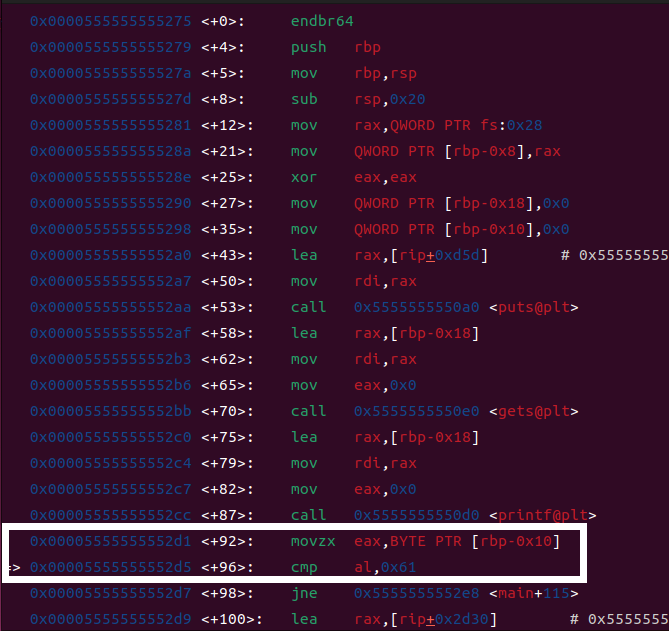 0x0000555555555275 <+0>: endbr64
0x0000555555555279 <+4>: push rbp
0x000055555555527a <+5>: mov rbp,rsp
0x000055555555527d <+8>: sub rsp,0x20
0x0000555555555281 <+12>: mov rax,QWORD PTR fs:0x28
0x000055555555528a <+21>: mov QWORD PTR [rbp-0x8],rax
0x000055555555528e <+25>: xor eax,eax
0x0000555555555290 <+27>: mov QWORD PTR [rbp-0x18],0x0
0x0000555555555298 <+35>: mov QWORD PTR [rbp-0x10],0x0
0x00005555555552a0 <+43>: lea rax,[rip+0xd5d] # 0x55555555
0x00005555555552a7 <+50>: mov rdi,rax
0x00005555555552aa <+53>: call 0x5555555550a0 <puts@plt>
0x00005555555552af <+58>: lea rax,[rbp-0x18]
0x00005555555552b3 <+62>: mov rdi,rax
0x00005555555552b6 <+65>: mov eax,0x0
0x00005555555552bb <+70>: call 0x5555555550e0 <gets@plt>
0x00005555555552c0 <+75>: lea rax,[rbp-0x18]
0x00005555555552c4 <+79>: mov rdi,rax
0x00005555555552c7 <+82>: mov eax,0x0
0x00005555555552cc <+87>: call 0x5555555550d0 <printf@plt>
0x00005555555552d1 <+92>: movzx eax,BYTE PTR [rbp-0x10]
=> 0x00005555555552d5 <+96>: cmp al,0x61
0x00005555555552d7 <+98>: jne 0x5555555552e8 <main+115>
0x00005555555552d9 <+100>: lea rax,[rip+0x2d30] # 0x5555